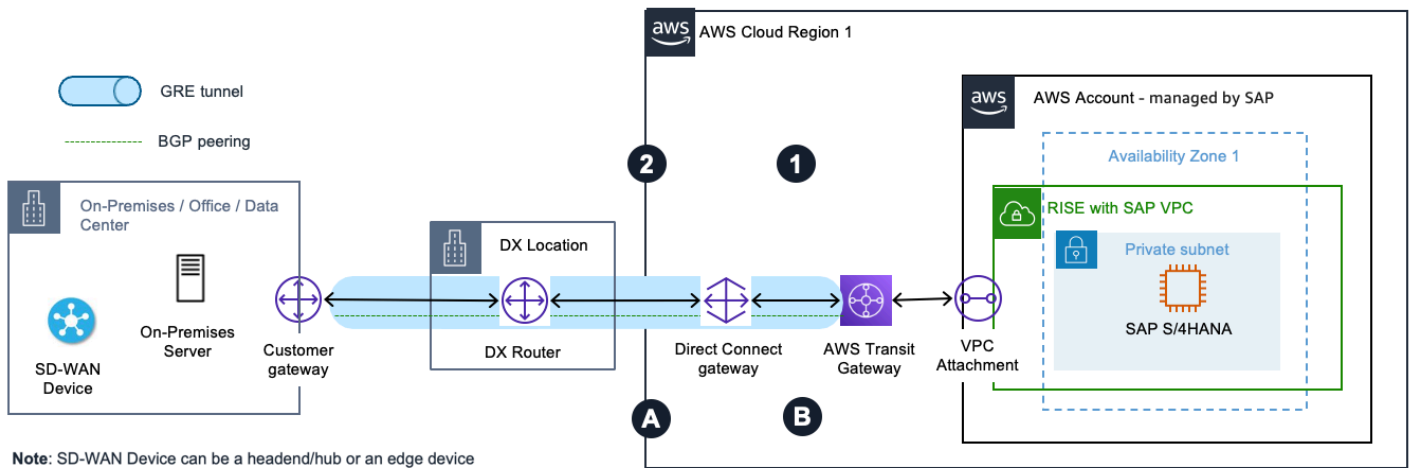 aws
AWS Cloud Region 1
GRE tunnel
BGP peering
aws
AWS Account - managed by SAP
2
1
Availability Zone 1
On-Premises / Office / Data
Center
RISE with SAP VPC
DX Location
Private subnet
SAP S/4HANA
On-Premises
Server
SD-WAN
Device
Customer
gateway
DX Router
Direct Connect
gateway
AWS Transit
Gateway
VPC
Attachment
A
B
Note: SD-WAN Device can be a headend/hub or an edge device